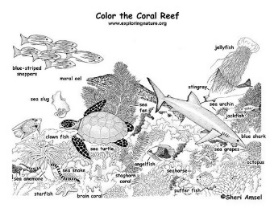 Color the Coral Reef
www.exploringnature.org
jellyfish
blue-striped
snappers
moral eel
stingray
sea slug
sea
fan
sea urchin
jackfish
clown fish
blue shark
sea turtle
sea grapes
angelfish
octopus
sea anemone
sea snake
staghorn
coral
seahorse
starfish
brain coral
puffer fish
©Sheri Amsel